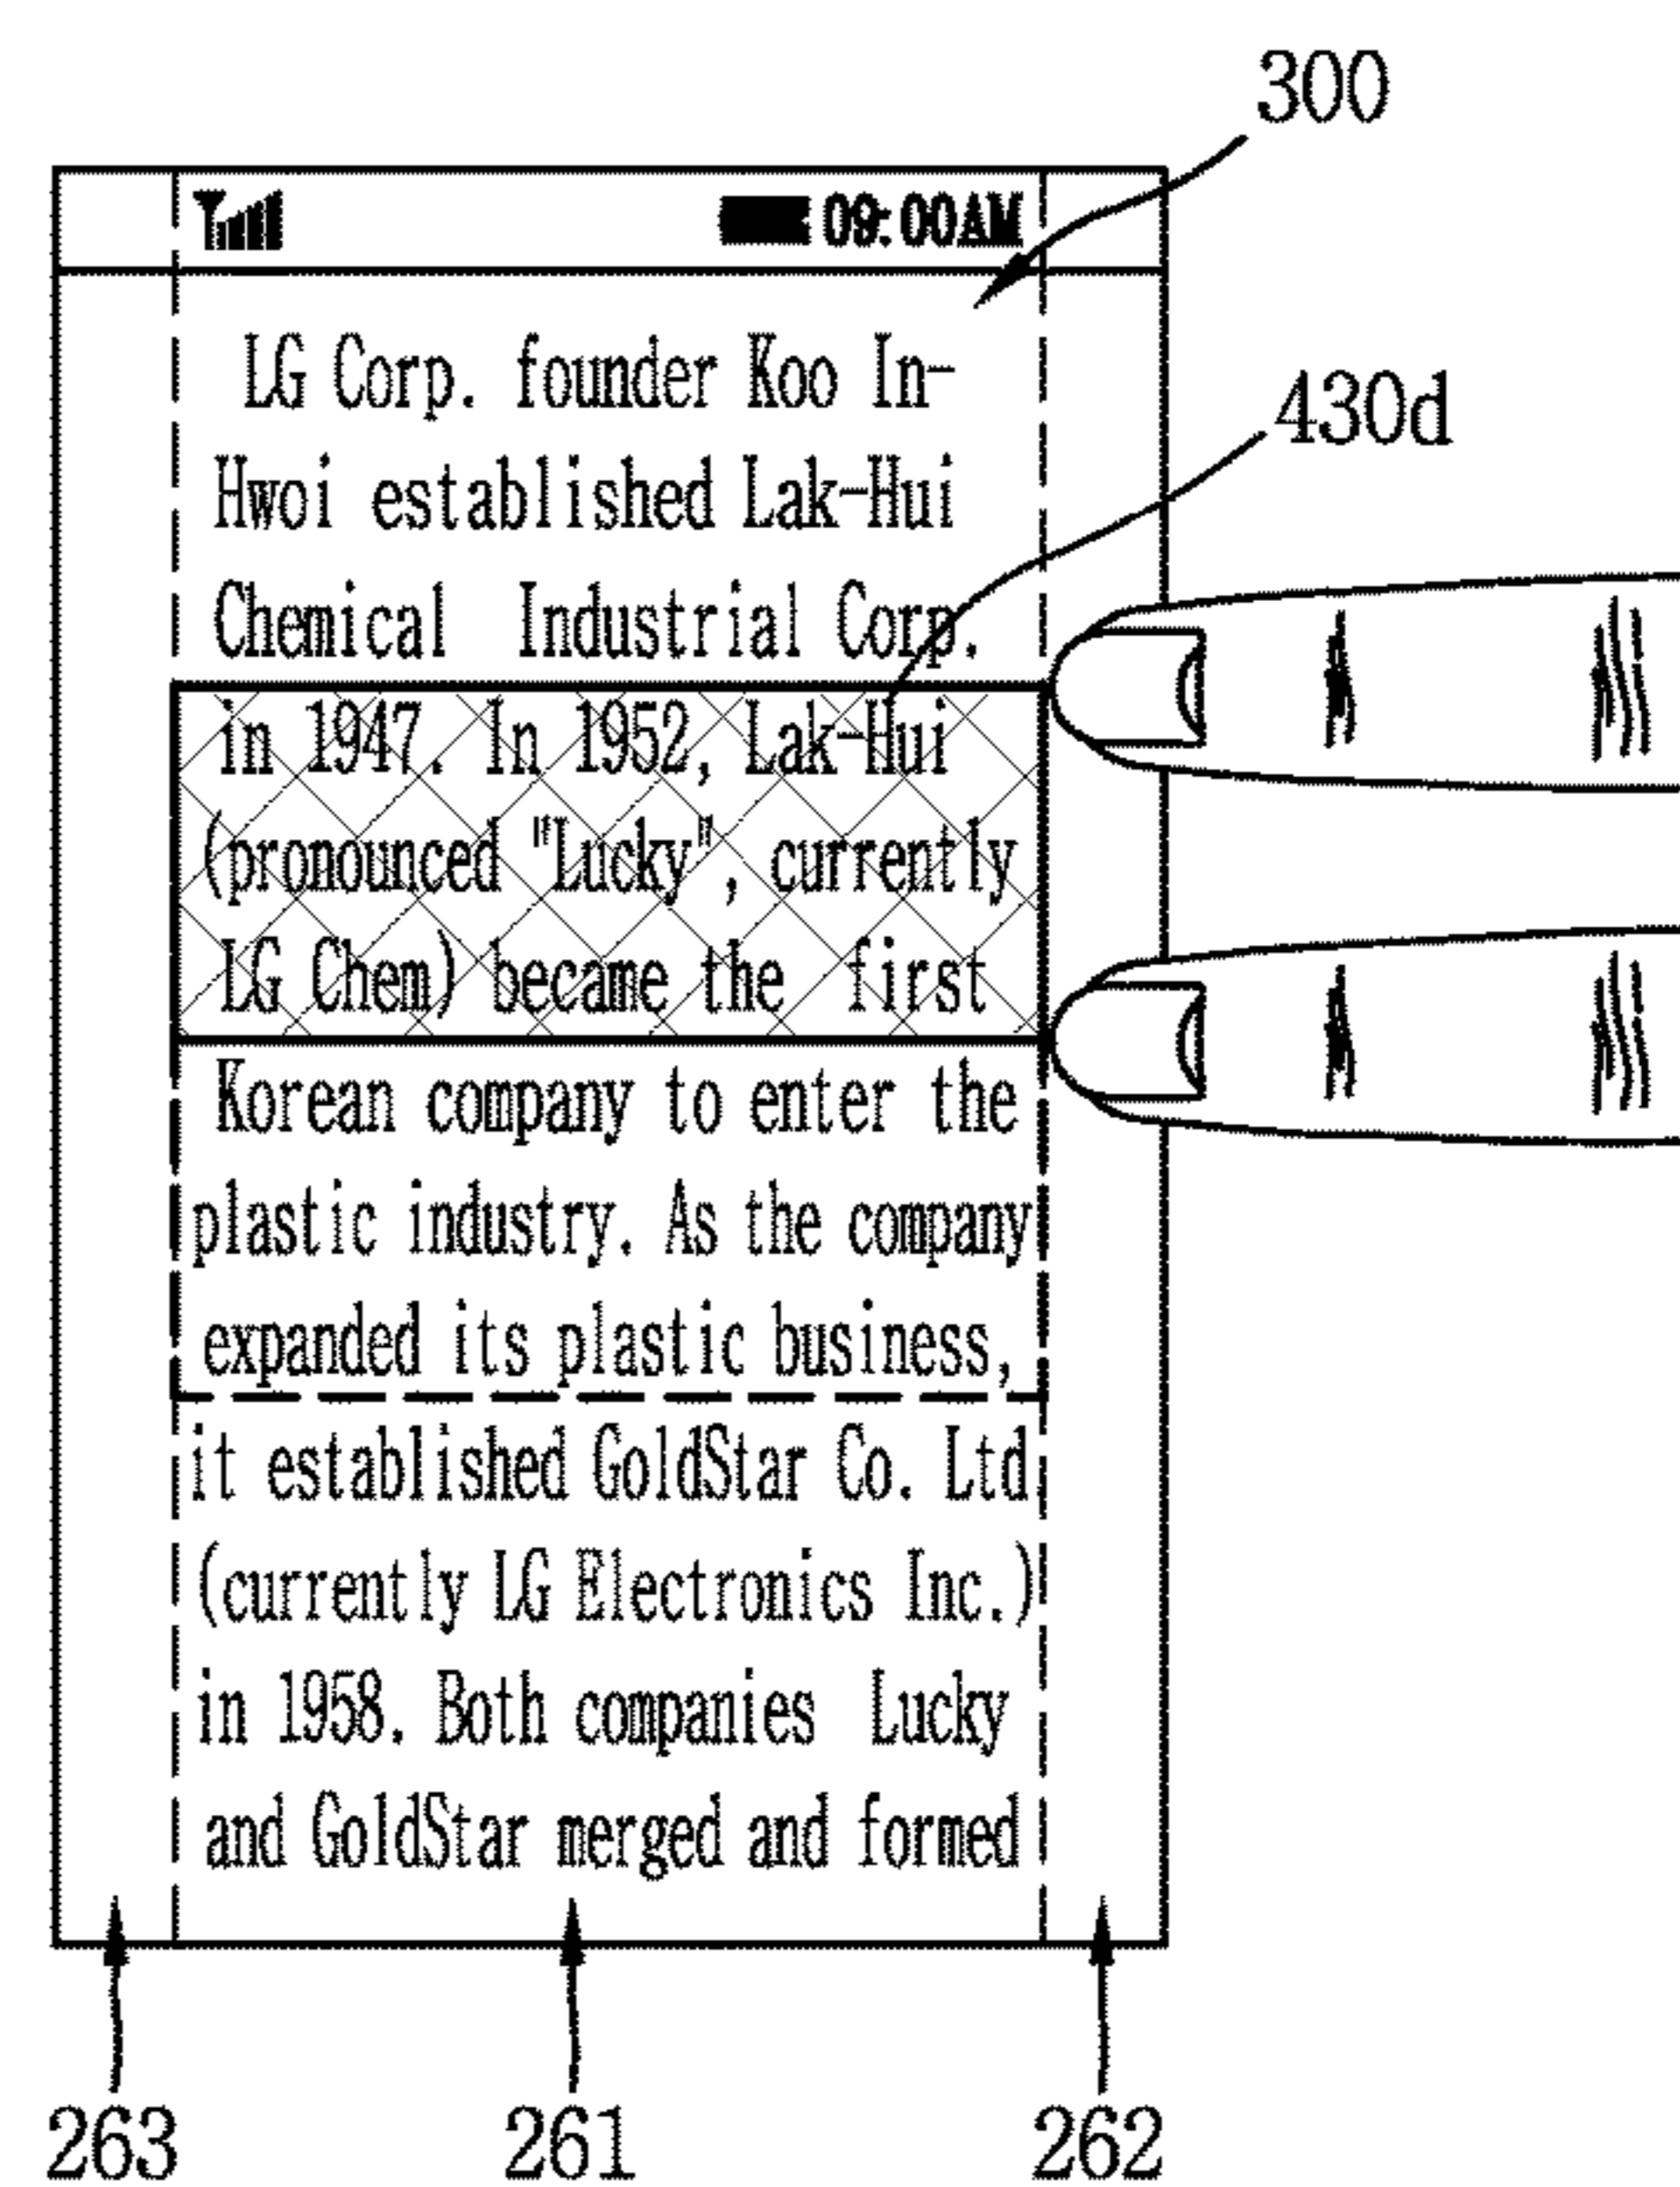 300
09:00AM
LG Corp. founder Koo In-
430d
Hwoi established Lak-Hui
Chemical Industrial Corp.
in 1947. In 1952, Lak-Hui
(pronounced "Lucky", currently
LG Chem) became the first
Korean company to enter the
plastic industry. As the company
expanded its plastic business,
it established GoldStar Co. Ltd
(currently LG Electronics Inc.)
in 1958. Both companies Lucky
and GoldStar merged and formed
263 261 262